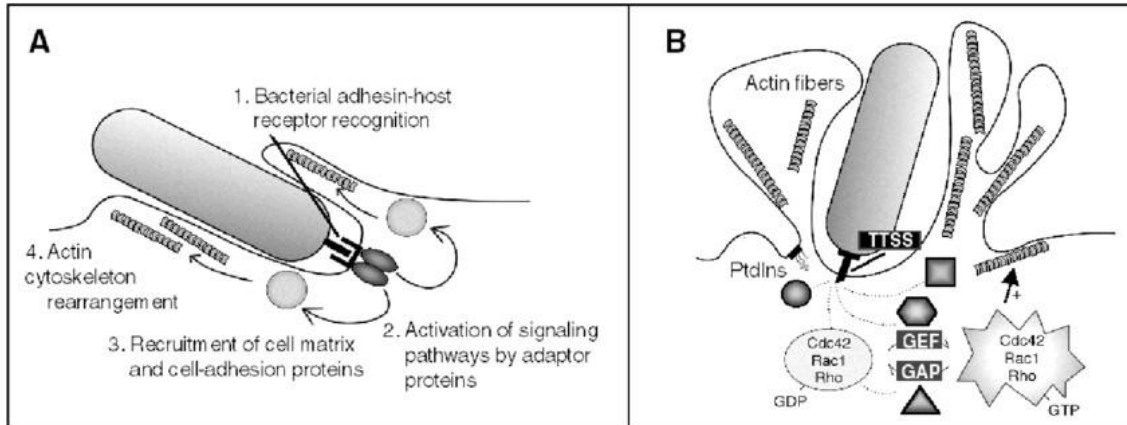 A
1. Bacterial adhesin-host
receptor recognition
4. Actin
cytoskeleton
rearrangement
3. Recruitment of cell matrix
and cell-adhesion proteins
2. Activation of signaling
pathways by adaptor
proteins
B
Actin fibers
TTSS
PtdIns
+
Cdc42
Rac1
Rho
GDP
GEF
GAP
Cdc42
Rac1
Rho
GTP